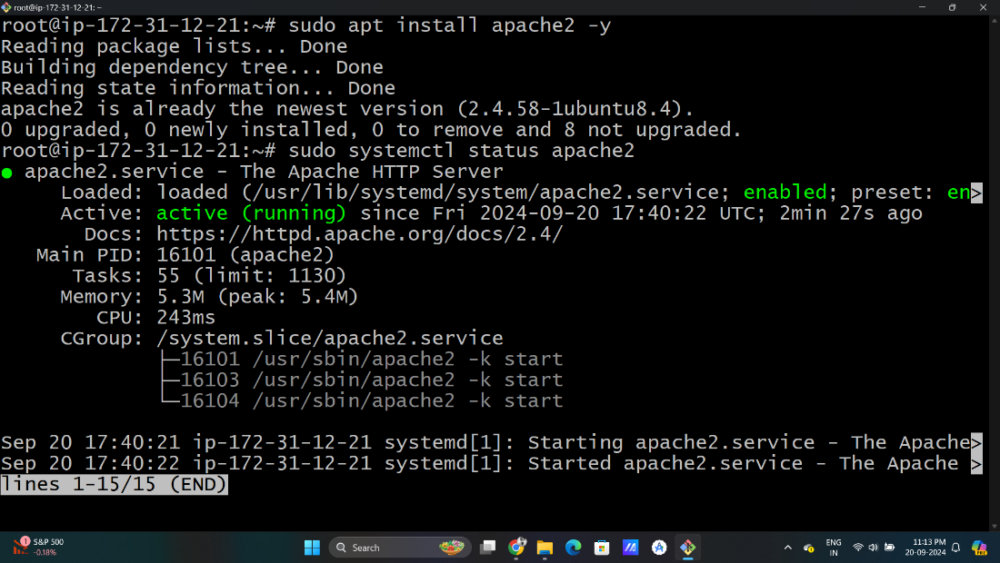 root@ip-172-31-12-21: ~
root@ip-172-31-12-21:~# sudo apt install apache2 -y
Reading package lists... Done
Building dependency tree... Done
Reading state information... Done
apache2 is already the newest version (2.4.58-1ubuntu8.4).
0 upgraded, 0 newly installed, 0 to remove and 8 not upgraded.
root@ip-172-31-12-21:~# sudo systemctl status apache2
● apache2.service - The Apache HTTP Server
     Loaded: loaded (/usr/lib/systemd/system/apache2.service; enabled; preset: en>
     Active: active (running) since Fri 2024-09-20 17:40:22 UTC; 2min 27s ago
       Docs: https://httpd.apache.org/docs/2.4/
   Main PID: 16101 (apache2)
      Tasks: 55 (limit: 1130)
     Memory: 5.3M (peak: 5.4M)
        CPU: 243ms
     CGroup: /system.slice/apache2.service
             ├─16101 /usr/sbin/apache2 -k start
             ├─16103 /usr/sbin/apache2 -k start
             └─16104 /usr/sbin/apache2 -k start
Sep 20 17:40:21 ip-172-31-12-21 systemd[1]: Starting apache2.service - The Apache>
Sep 20 17:40:22 ip-172-31-12-21 systemd[1]: Started apache2.service - The Apache >
lines 1-15/15 (END)
1
S&P 500
-0.18%
Search
ENG
IN
11:13 PM
20-09-2024